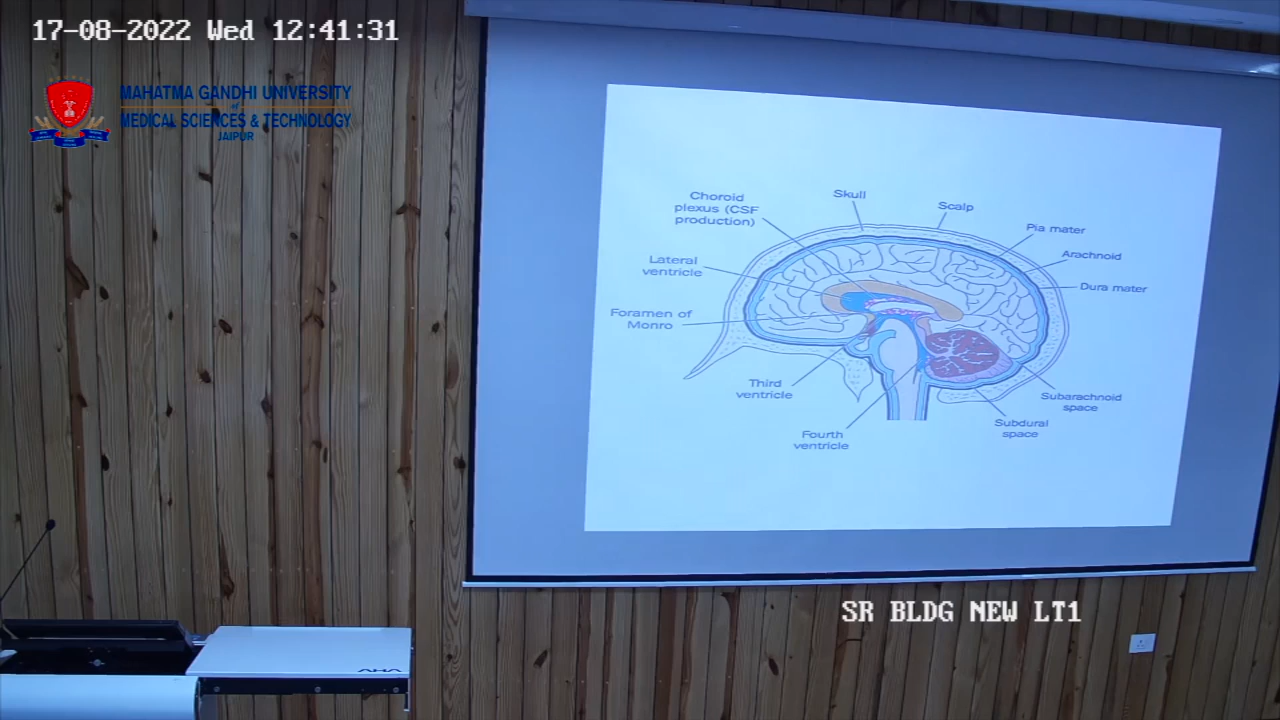 17-08-2022 Wed 12:41:31
MAHATMA GANDHI UNIVERSITY
of
MEDICAL SCIENCES & TECHNOLOGY
JAIPUR
Choroid
plexus (CSF
production)
Skull
Scalp
Pia mater
Arachnoid
Dura mater
Lateral
ventricle
Foramen of
Monro
Third
ventricle
Fourth
ventricle
Subarachnoid
space
Subdural
space
SR BLDG NEW LT1
AHA